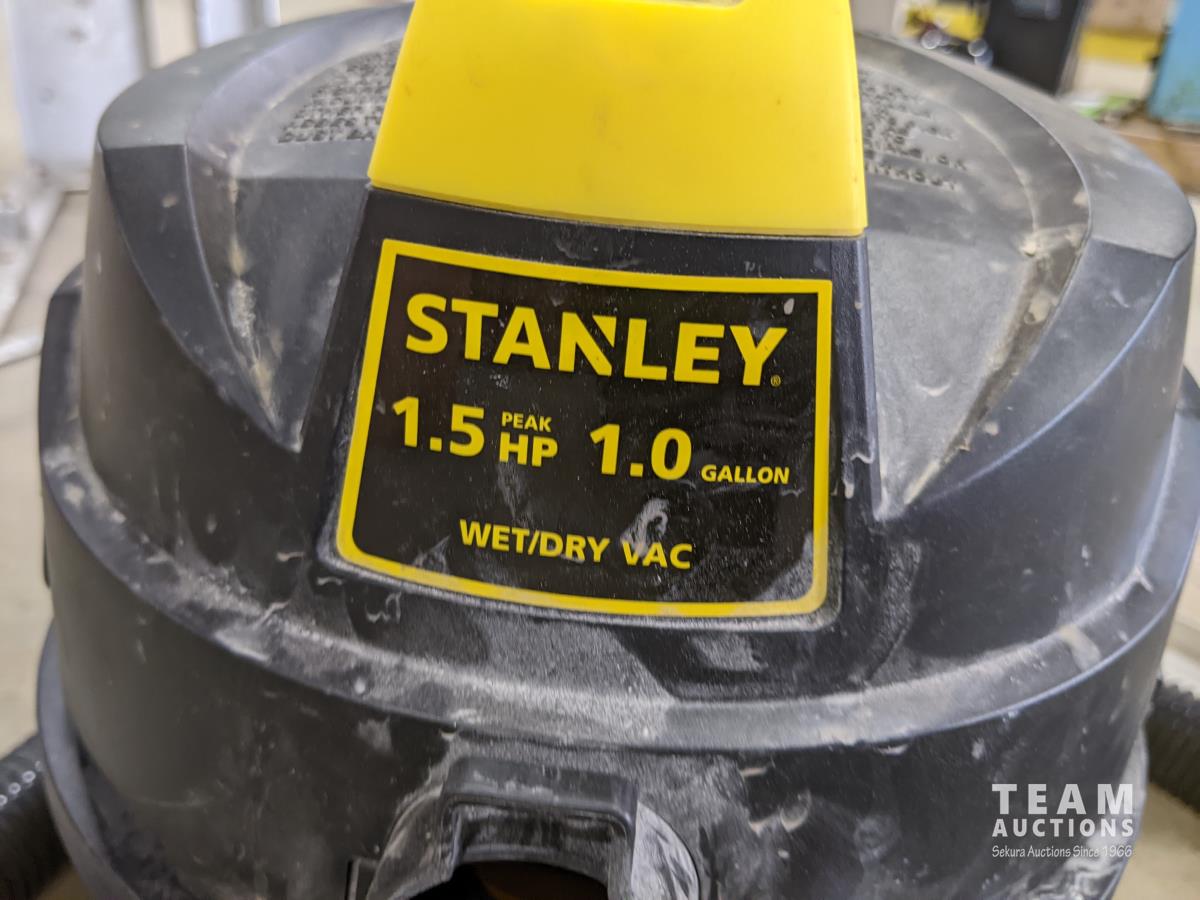 STANLEY®
1.5 PEAK HP 1.0 GALLON
WET/DRY VAC
TEAM
AUCTIONS
Sekura Auctions Since 1966